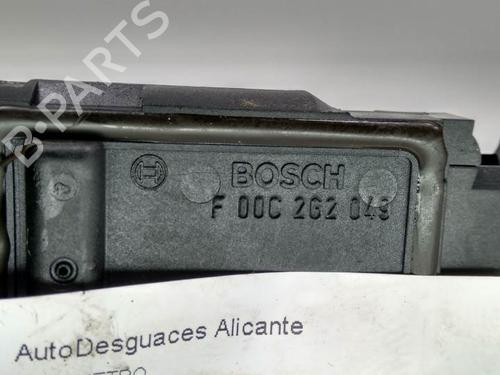 B-PARTS
BOSCH
F 00C 2G2 049
AutoDesguaces Alicante